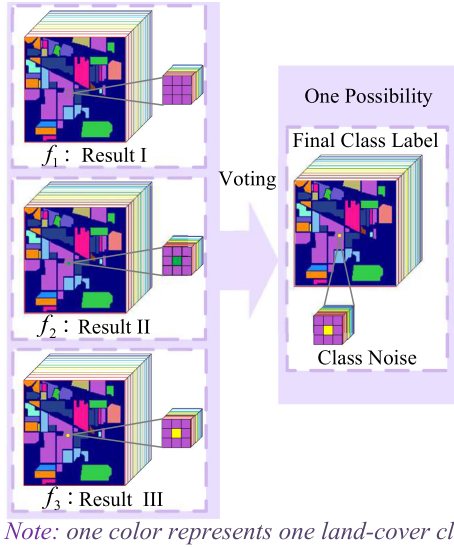 f₁ : Result I
f₂ : Result II
f₃ : Result III
Voting
One Possibility
Final Class Label
Class Noise
Note: one color represents one land-cover cl